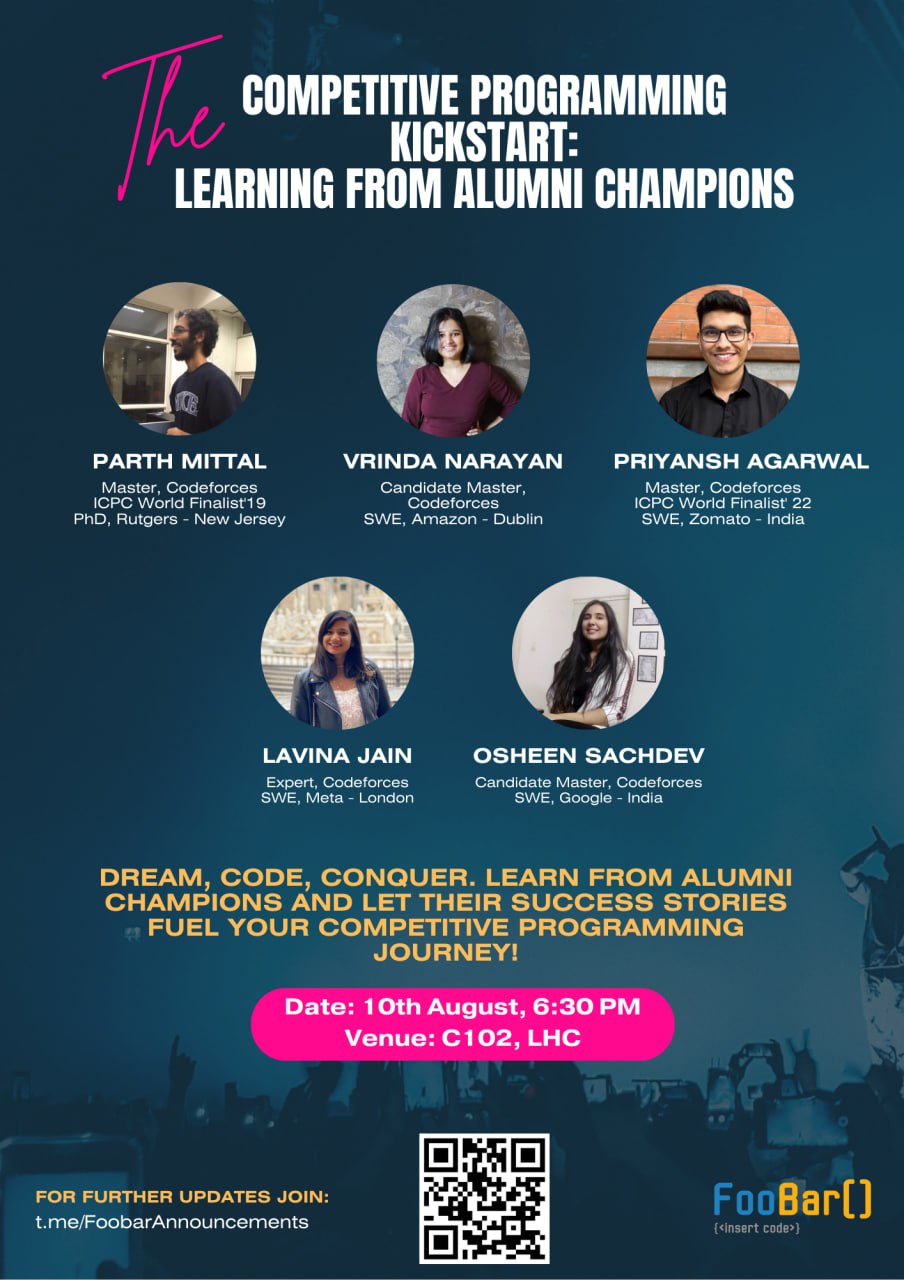 The
COMPETITIVE PROGRAMMING
KICKSTART:
LEARNING FROM ALUMNI CHAMPIONS
PARTH MITTAL
Master, Codeforces
ICPC World Finalist'19
PhD, Rutgers - New Jersey
VRINDA NARAYAN
Candidate Master,
Codeforces
SWE, Amazon - Dublin
PRIYANSH AGARWAL
Master, Codeforces
ICPC World Finalist' 22
SWE, Zomato - India
LAVINA JAIN
Expert, Codeforces
SWE, Meta - London
OSHEEN SACHDEV
Candidate Master, Codeforces
SWE, Google - India
DREAM, CODE, CONQUER. LEARN FROM ALUMNI
CHAMPIONS AND LET THEIR SUCCESS STORIES
FUEL YOUR COMPETITIVE PROGRAMMING
JOURNEY!
Date: 10th August, 6:30 PM
Venue: C102, LHC
FOR FURTHER UPDATES JOIN:
t.me/FoobarAnnouncements
FooBar[]
{<insert code>}